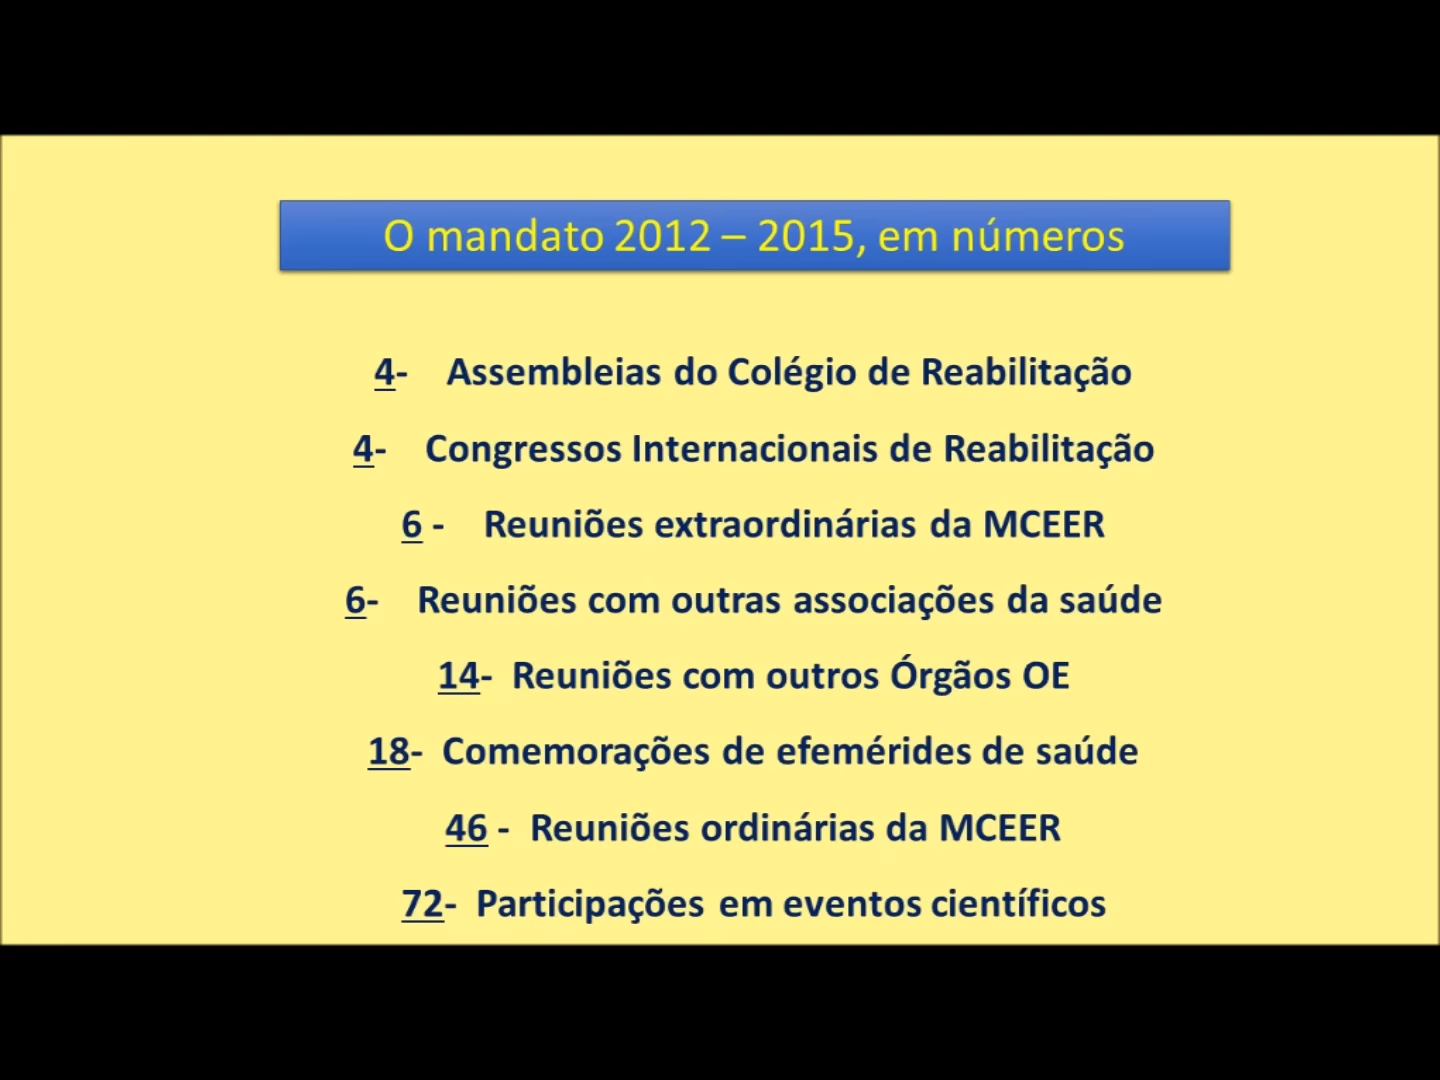 O mandato 2012 – 2015, em números
4- Assembleias do Colégio de Reabilitação
4- Congressos Internacionais de Reabilitação
6 - Reuniões extraordinárias da MCEER
6- Reuniões com outras associações da saúde
14- Reuniões com outros Órgãos OE
18- Comemorações de efemérides de saúde
46 - Reuniões ordinárias da MCEER
72- Participações em eventos científicos